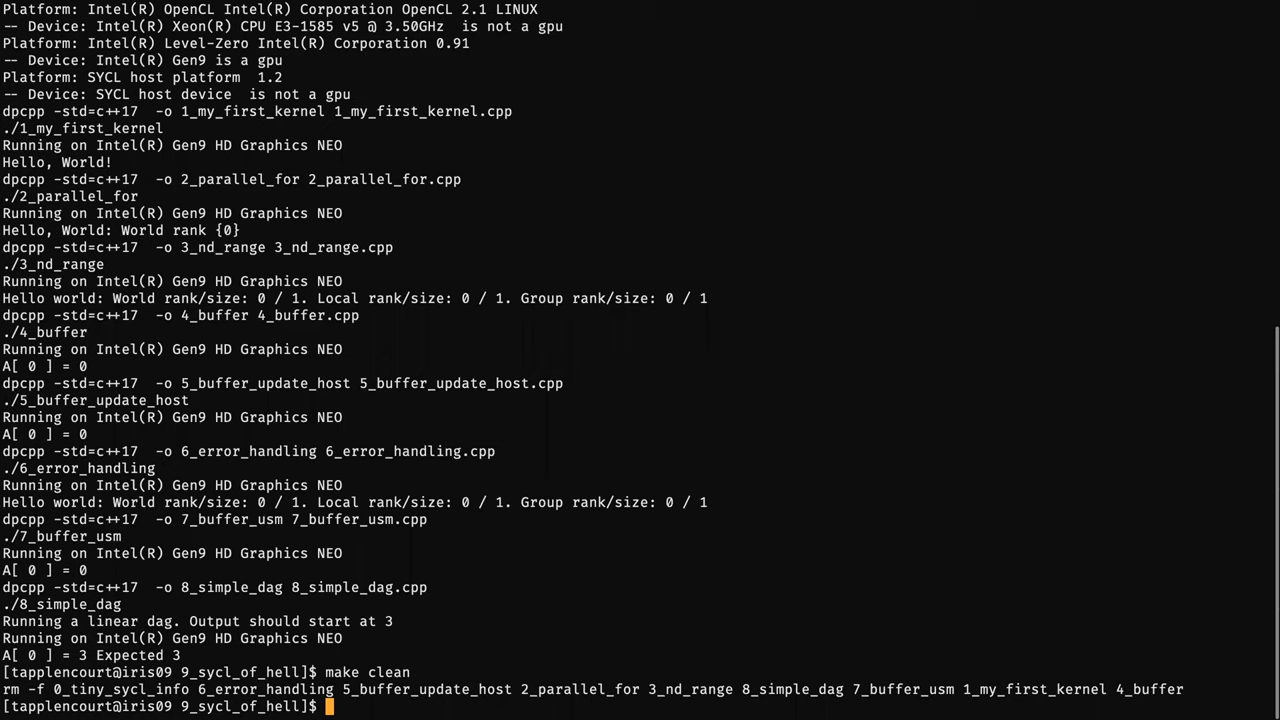 Platform: Intel(R) OpenCL Intel(R) Corporation OpenCL 2.1 LINUX
-- Device: Intel(R) Xeon(R) CPU E3-1585 v5 @ 3.50GHz  is not a gpu
Platform: Intel(R) Level-Zero Intel(R) Corporation 0.91
-- Device: Intel(R) Gen9 is a gpu
Platform: SYCL host platform  1.2
-- Device: SYCL host device  is not a gpu
dpcpp -std=c++17  -o 1_my_first_kernel 1_my_first_kernel.cpp
./1_my_first_kernel
Running on Intel(R) Gen9 HD Graphics NEO
Hello, World!
dpcpp -std=c++17  -o 2_parallel_for 2_parallel_for.cpp
./2_parallel_for
Running on Intel(R) Gen9 HD Graphics NEO
Hello, World: World rank {0}
dpcpp -std=c++17  -o 3_nd_range 3_nd_range.cpp
./3_nd_range
Running on Intel(R) Gen9 HD Graphics NEO
Hello world: World rank/size: 0 / 1. Local rank/size: 0 / 1. Group rank/size: 0 / 1
dpcpp -std=c++17  -o 4_buffer 4_buffer.cpp
./4_buffer
Running on Intel(R) Gen9 HD Graphics NEO
A[ 0 ] = 0
dpcpp -std=c++17  -o 5_buffer_update_host 5_buffer_update_host.cpp
./5_buffer_update_host
Running on Intel(R) Gen9 HD Graphics NEO
A[ 0 ] = 0
dpcpp -std=c++17  -o 6_error_handling 6_error_handling.cpp
./6_error_handling
Running on Intel(R) Gen9 HD Graphics NEO
Hello world: World rank/size: 0 / 1. Local rank/size: 0 / 1. Group rank/size: 0 / 1
dpcpp -std=c++17  -o 7_buffer_usm 7_buffer_usm.cpp
./7_buffer_usm
Running on Intel(R) Gen9 HD Graphics NEO
A[ 0 ] = 0
dpcpp -std=c++17  -o 8_simple_dag 8_simple_dag.cpp
./8_simple_dag
Running a linear dag. Output should start at 3
Running on Intel(R) Gen9 HD Graphics NEO
A[ 0 ] = 3 Expected 3
[tapplencourt@iris09 9_sycl_of_hell]$ make clean
rm -f 0_tiny_sycl_info 6_error_handling 5_buffer_update_host 2_parallel_for 3_nd_range 8_simple_dag 7_buffer_usm 1_my_first_kernel 4_buffer
[tapplencourt@iris09 9_sycl_of_hell]$